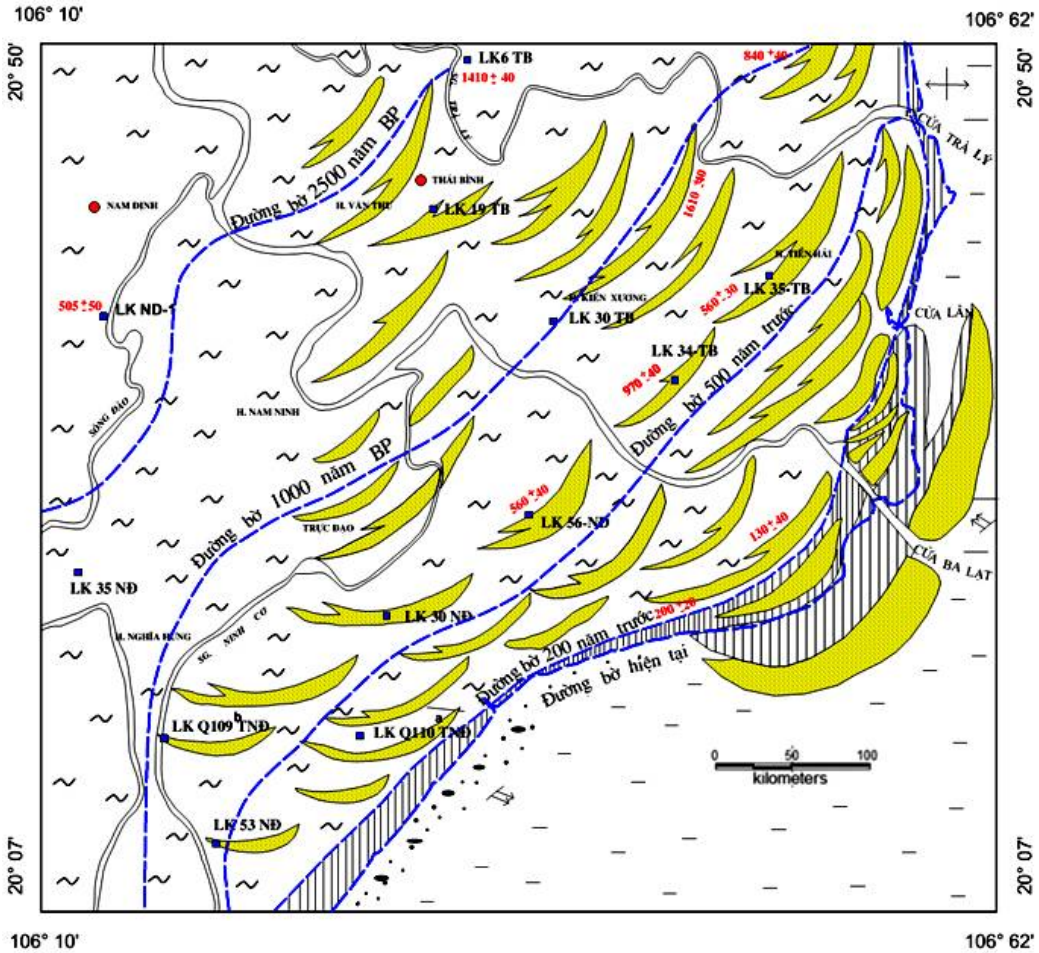 106° 10'
106° 62'
20° 50'
20° 50'
LK6 TB
1410 ± 40
840 ± 40
SG. TRÀ LÝ
CỬA TRÀ LÝ
Đường bờ 2500 năm BP
THÁI BÌNH
NAM ĐỊNH
H. VĂN THƯ
LK 19 TB
1610 ± 40
H. TIỀN HẢI
LK 35-TB
560 ± 30
505 ± 50
LK ND-1
H. KIẾN XƯƠNG
LK 30 TB
CỬA LÂN
LK 34-TB
970 ± 40
Đường bờ 500 năm trước
SÔNG ĐÀO
H. NAM NINH
Đường bờ 1000 năm BP
560 ± 40
LK 56-NĐ
TRỰC ĐẠO
130 ± 40
CỬA BA LẠT
LK 35 NĐ
200 ± 20
LK 30 NĐ
H. NGHĨA HƯNG
SG. NINH CƠ
Đường bờ 200 năm trước
Đường bờ hiện tại
b
LK Q109 TNĐ
a
LK Q110 TNĐ
0 50 100
kilometers
LK 53 NĐ
20° 07'
20° 07'
106° 10'
106° 62'